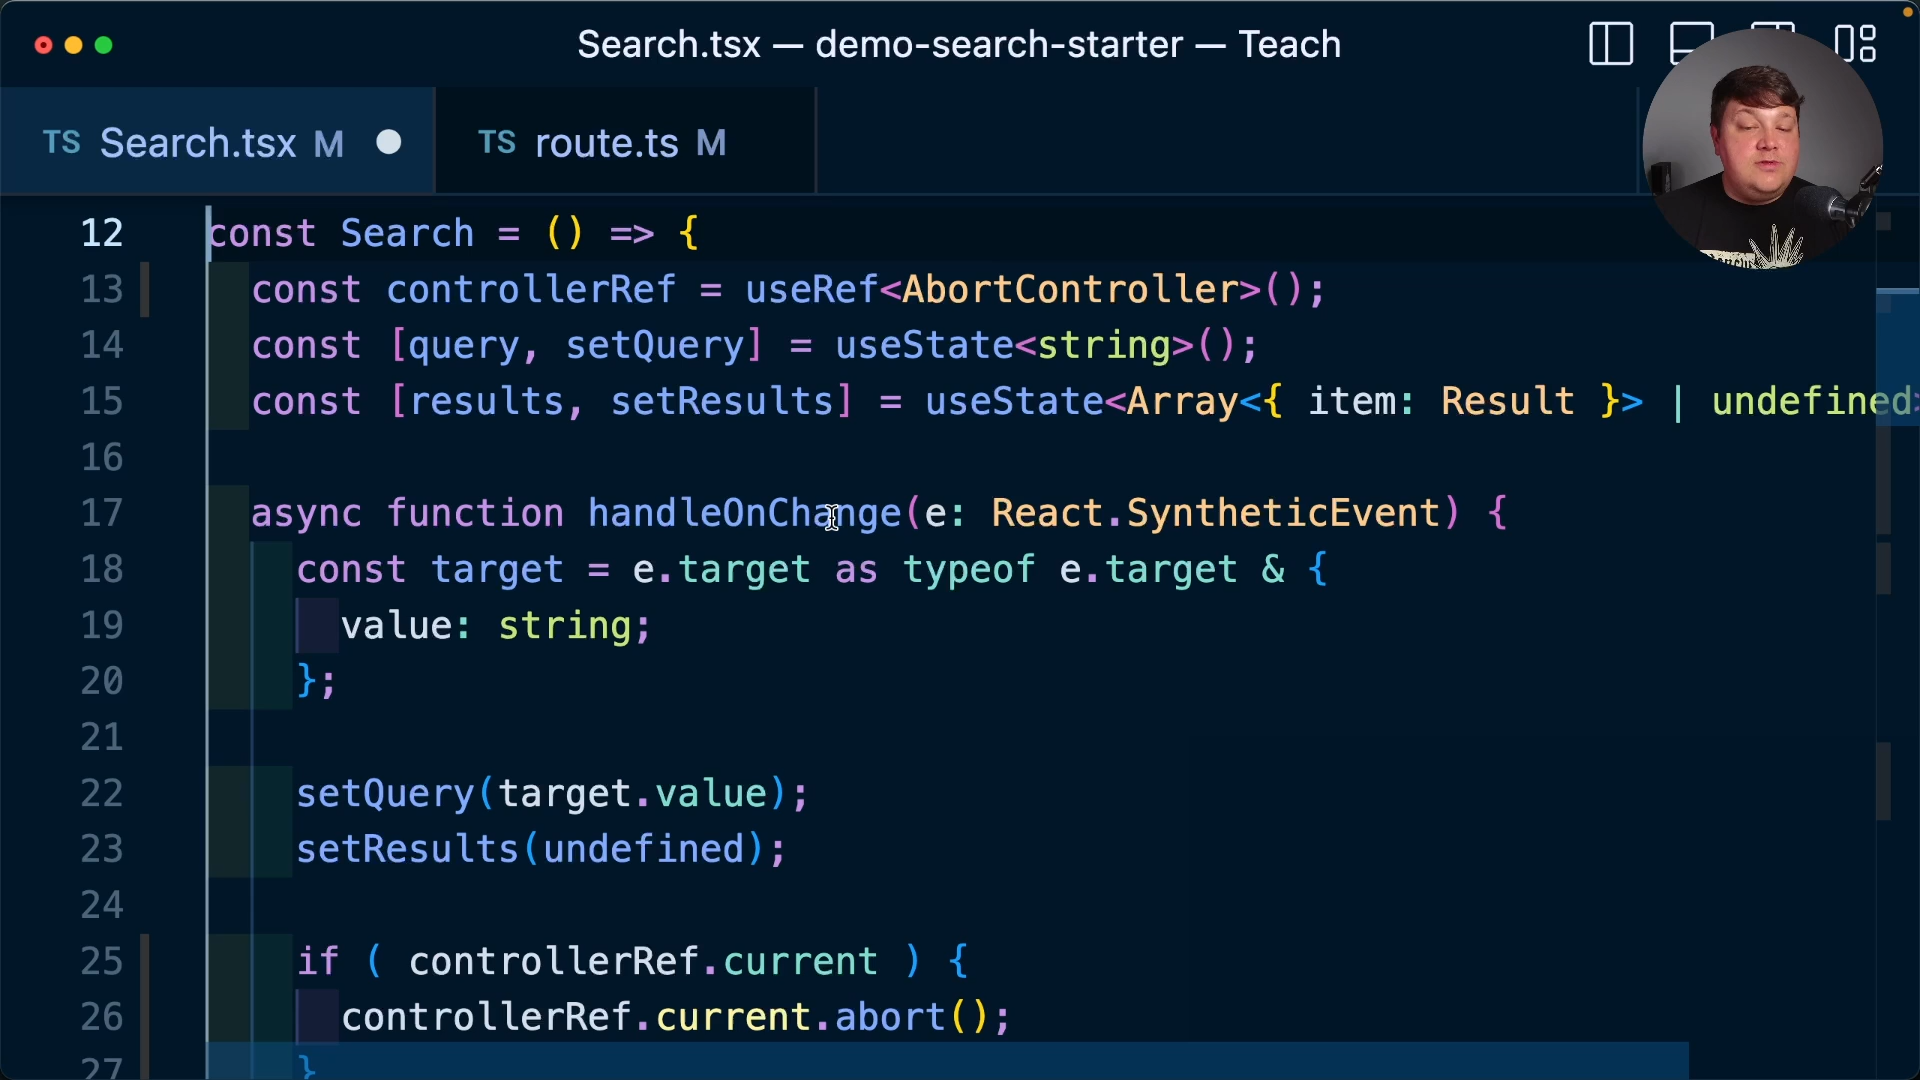 Search.tsx — demo-search-starter — Teach
TS Search.tsx M
TS route.ts M
12 const Search = () => {
13 const controllerRef = useRef<AbortController>();
14 const [query, setQuery] = useState<string>();
15 const [results, setResults] = useState<Array<{ item: Result }> | undefined>
16
17 async function handleOnChange(e: React.SyntheticEvent) {
18 const target = e.target as typeof e.target & {
19 value: string;
20 };
21
22 setQuery(target.value);
23 setResults(undefined);
24
25 if ( controllerRef.current ) {
26 controllerRef.current.abort();
27 }